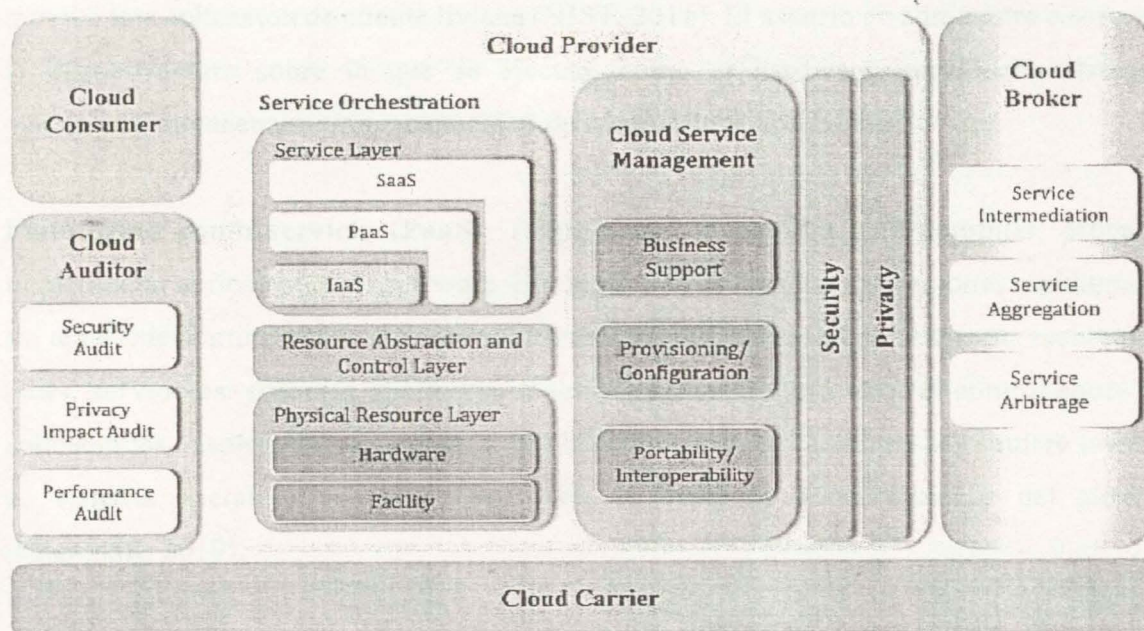 Cloud
Consumer
Cloud
Auditor
Security
Audit
Privacy
Impact Audit
Performance
Audit
Cloud Provider
Service Orchestration
Service Layer
SaaS
PaaS
IaaS
Resource Abstraction and
Control Layer
Physical Resource Layer
Hardware
Facility
Cloud Service
Management
Business
Support
Provisioning/
Configuration
Portability/
Interoperability
Security
Privacy
Cloud
Broker
Service
Intermediation
Service
Aggregation
Service
Arbitrage
Cloud Carrier